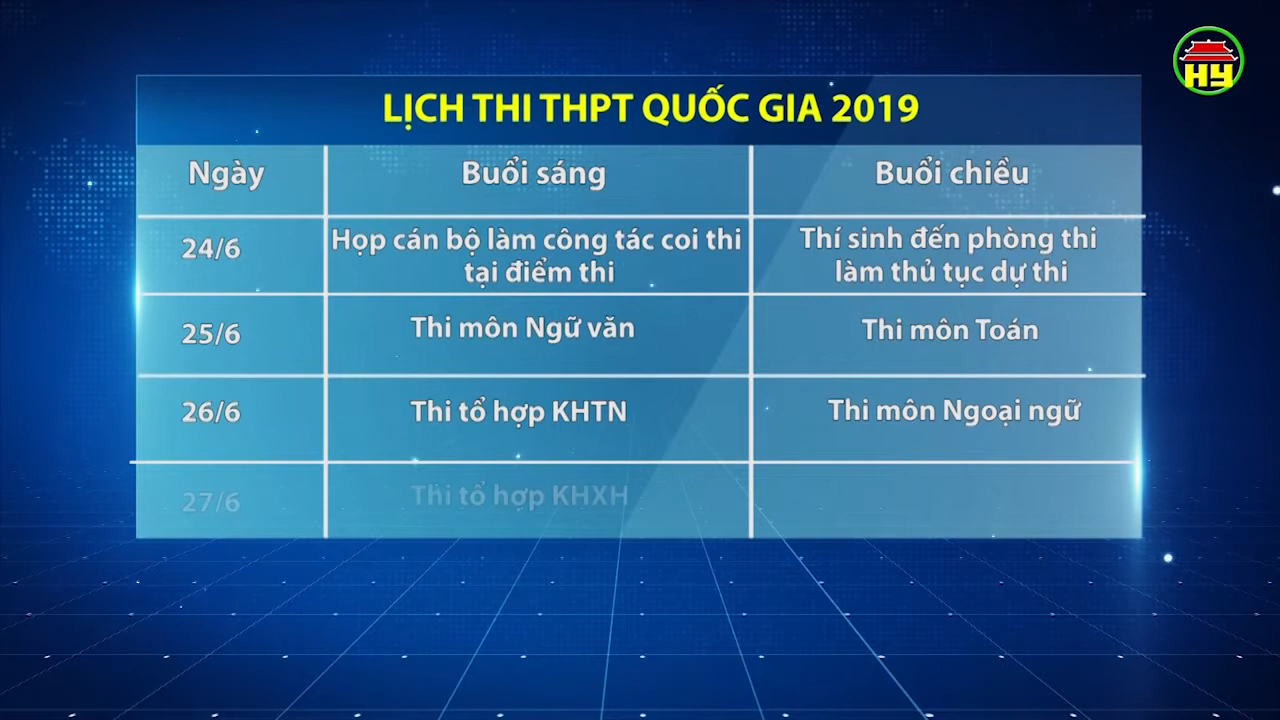 HY
LỊCH THI THPT QUỐC GIA 2019
Ngày
Buổi sáng
Buổi chiều
24/6
Họp cán bộ làm công tác coi thi
tại điểm thi
Thí sinh đến phòng thi
làm thủ tục dự thi
25/6
Thi môn Ngữ văn
Thi môn Toán
26/6
Thi tổ hợp KHTN
Thi môn Ngoại ngữ
27/6
Thi tổ hợp KHXH